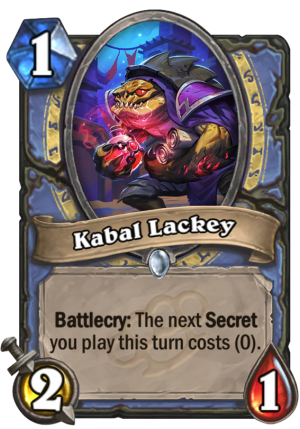 1
Kabal Lackey
Battlecry: The next Secret
you play this turn costs (0).
2
1